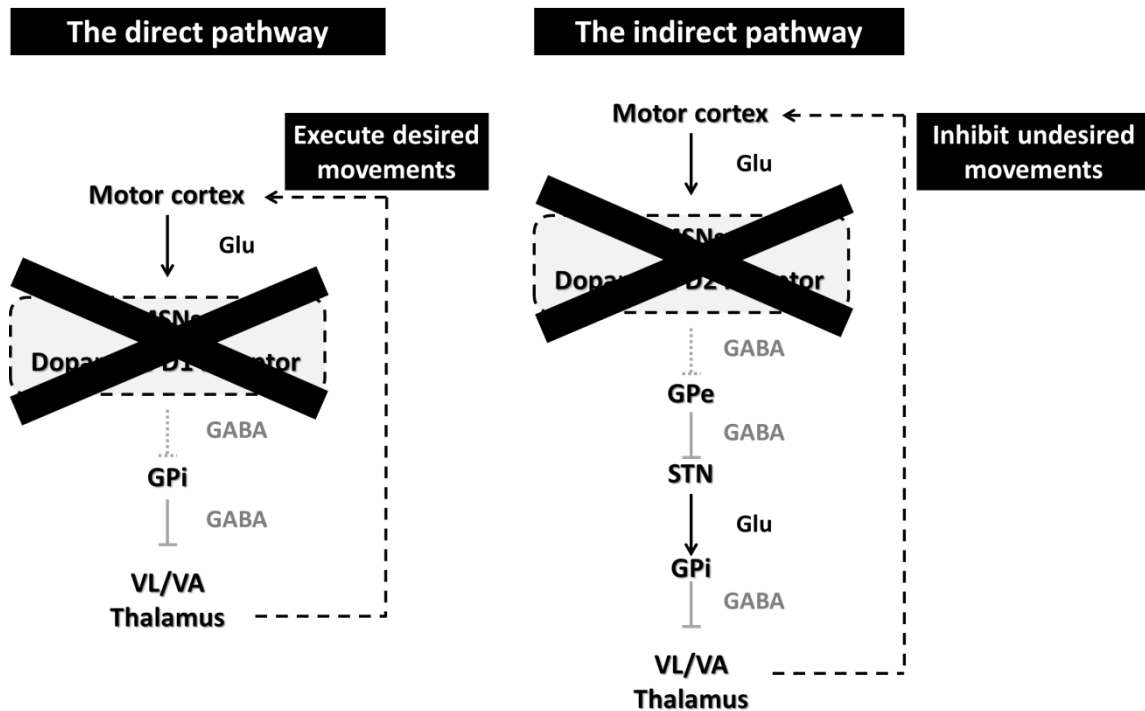 The direct pathway
Execute desired
movements
Motor cortex
Glu
GABA
GPi
GABA
VL/VA
Thalamus
The indirect pathway
Motor cortex
Inhibit undesired
movements
Glu
GABA
GPe
GABA
STN
Glu
GPi
GABA
VL/VA
Thalamus